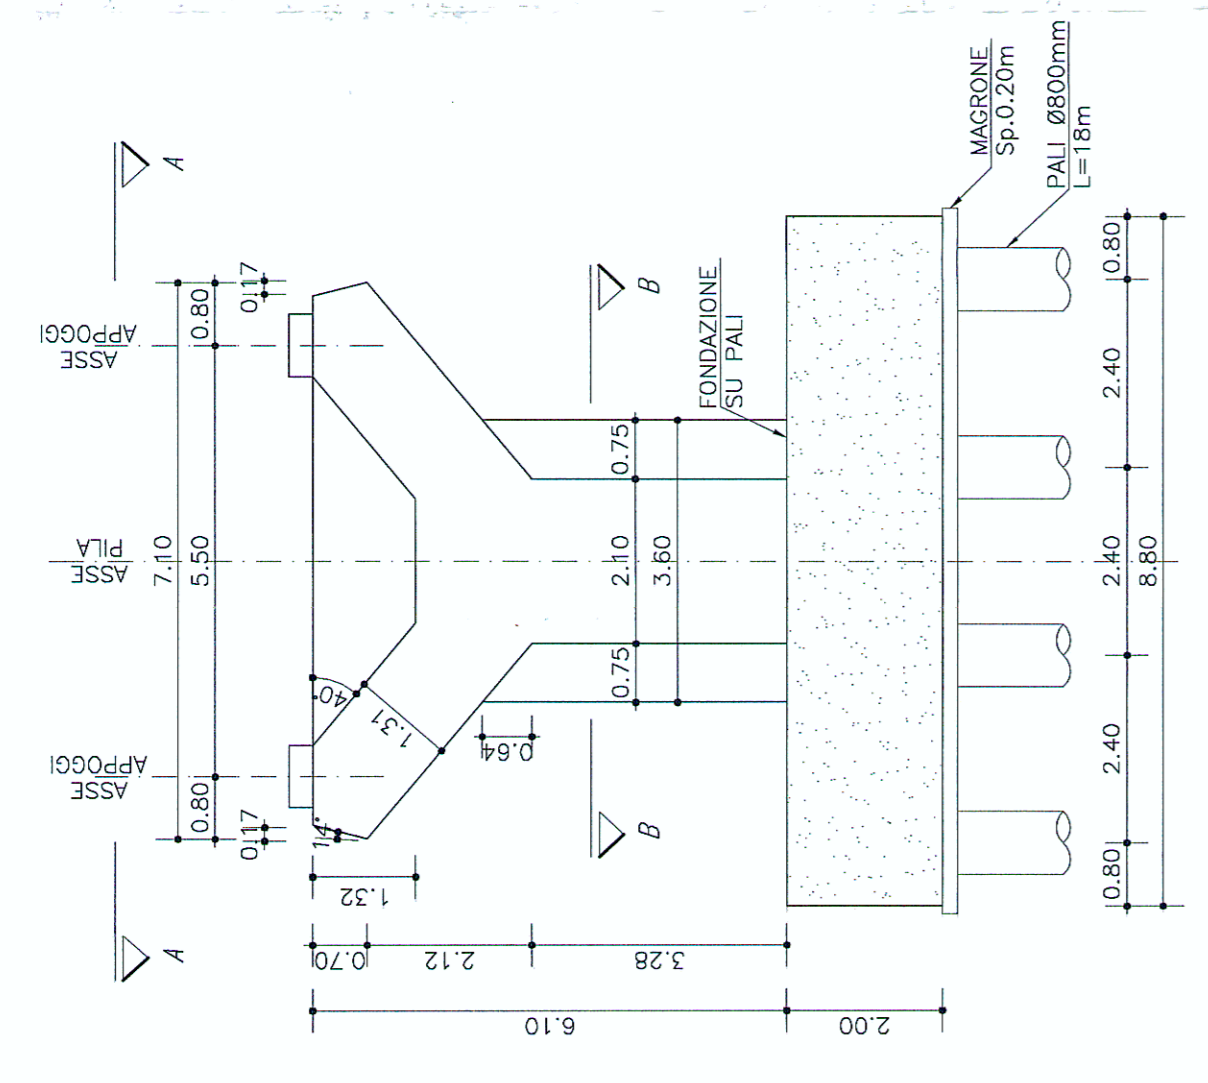 MAGRONE
Sp.0.20m
PALI Ø800mm
L=18m
FONDAZIONE
SU PALI
ASSE
APPOGGI
ASSE
PILA
ASSE
APPOGGI
A
A
B
B
7.10
0.80
5.50
0.80
0.17
0.17
40°
14°
1.31
1.32
0.64
0.75
2.10
0.75
3.60
0.70
2.12
3.28
6.10
2.00
0.80
2.40
2.40
2.40
0.80
8.80